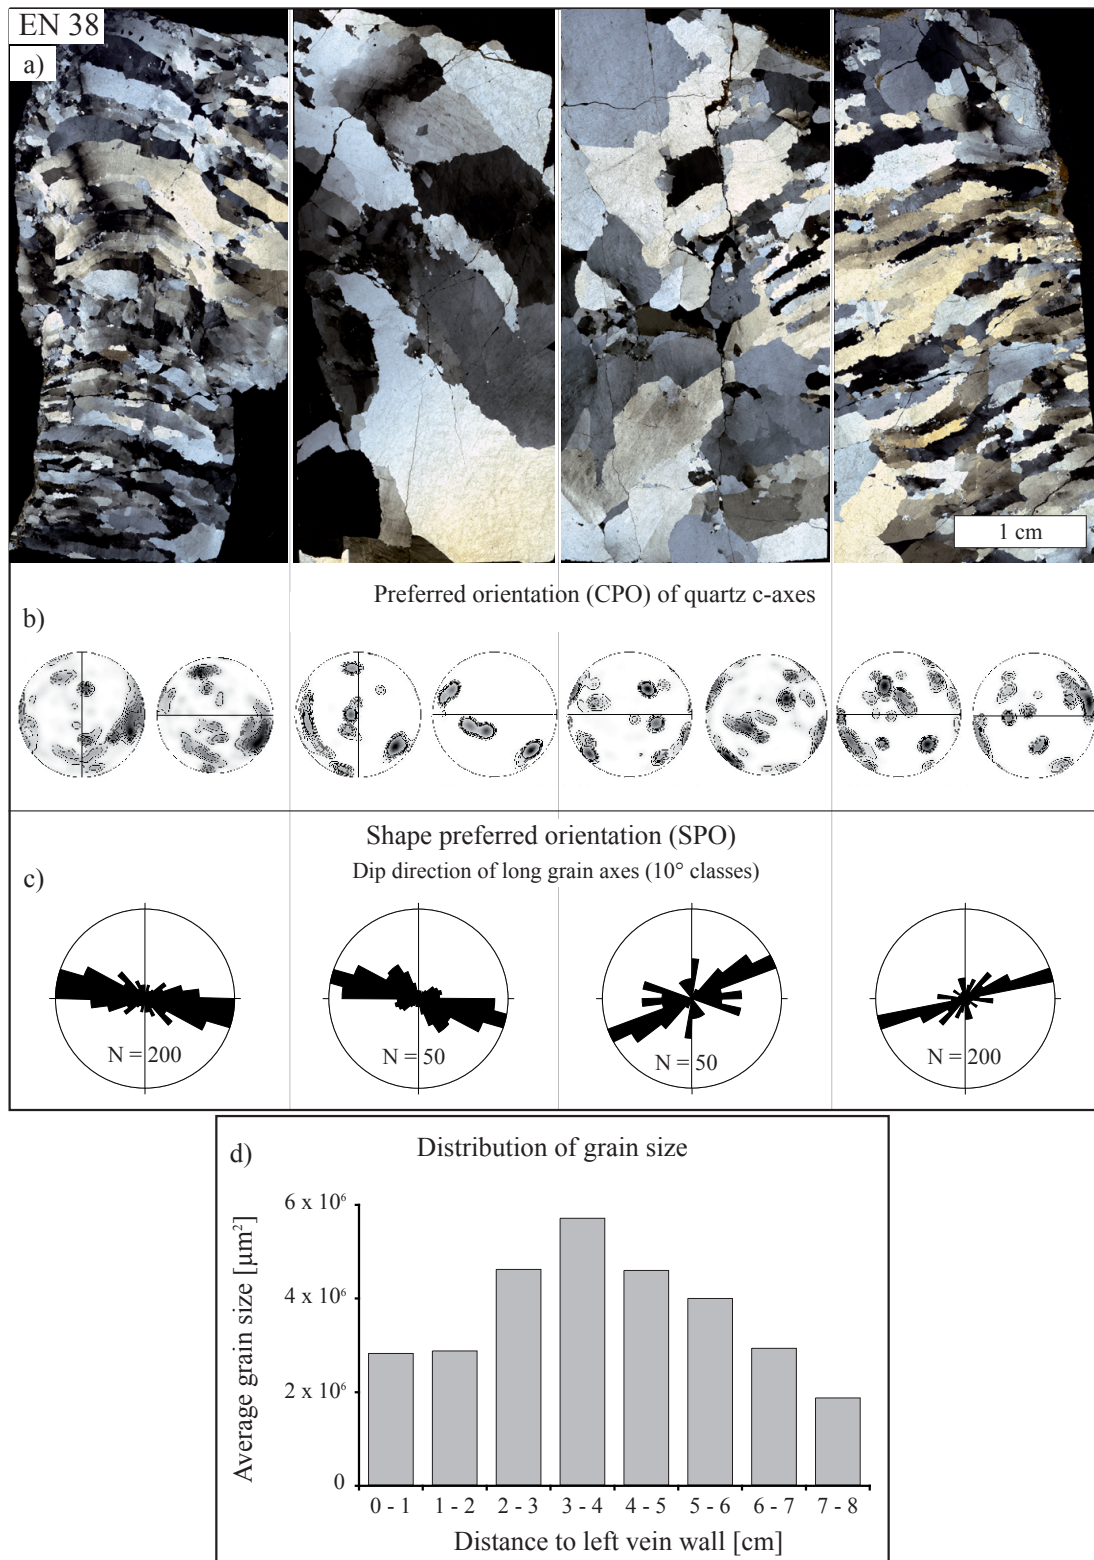 EN 38
a)
1 cm
Preferred orientation (CPO) of quartz c-axes
b)
Shape preferred orientation (SPO)
Dip direction of long grain axes (10° classes)
c)
N = 200
N = 50
N = 50
N = 200
d)
Distribution of grain size
6 x 10⁶
4 x 10⁶
2 x 10⁶
0
Average grain size [µm²]
0 - 1 1 - 2 2 - 3 3 - 4 4 - 5 5 - 6 6 - 7 7 - 8
Distance to left vein wall [cm]